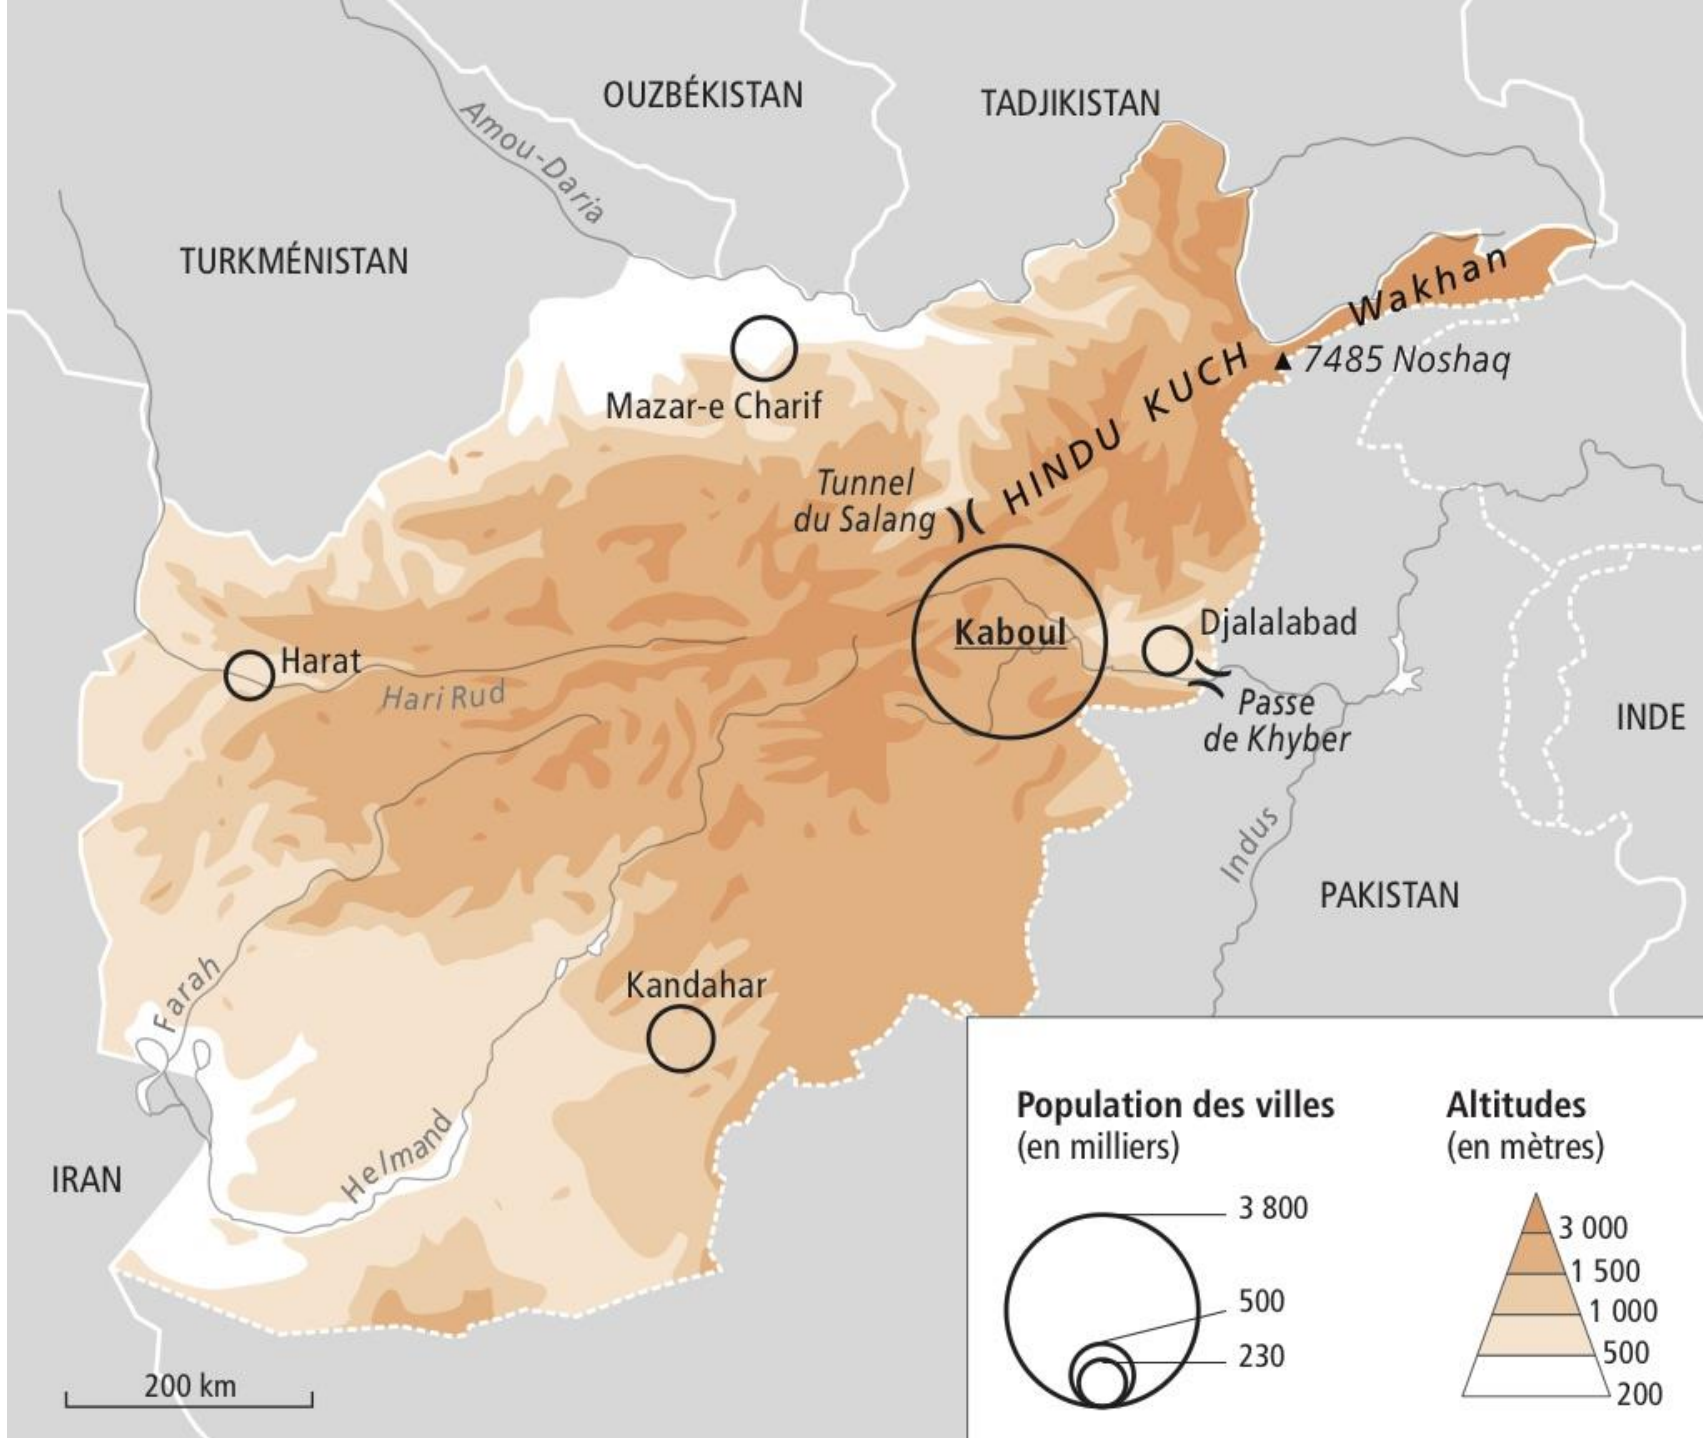 OUZBÉKISTAN
TADJIKISTAN
Amou-Daria
TURKMÉNISTAN
Wakhan
7485 Noshaq
HINDU KUCH
Mazar-e Charif
Tunnel
du Salang
Kaboul
Djalalabad
Harat
Hari Rud
Passe
de Khyber
INDE
Indus
PAKISTAN
Farah
Kandahar
Helmand
IRAN
200 km
Population des villes
(en milliers)
3 800
500
230
Altitudes
(en mètres)
3 000
1 500
1 000
500
200